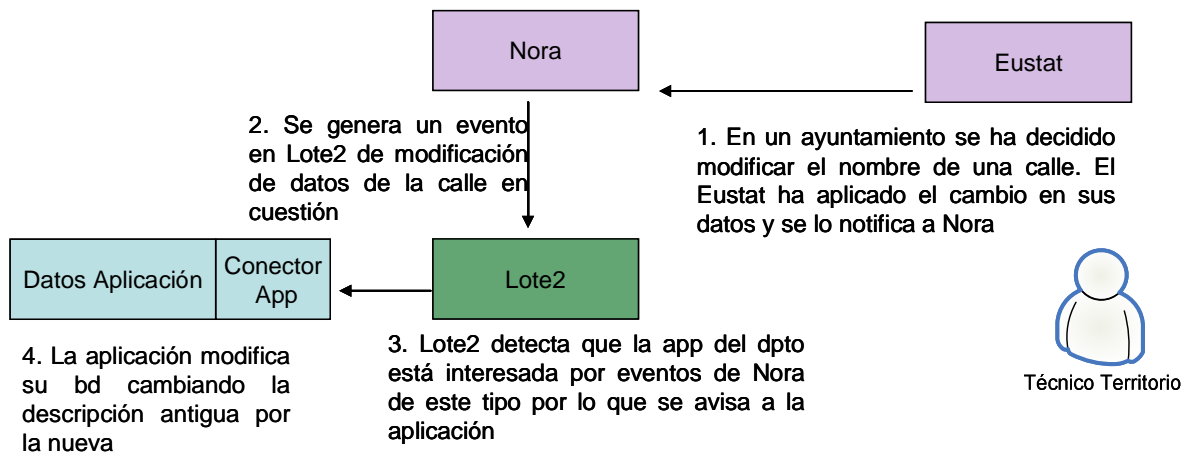 Nora
Eustat
2. Se genera un evento
en Lote2 de modificación
de datos de la calle en
cuestión
1. En un ayuntamiento se ha decidido
modificar el nombre de una calle. El
Eustat ha aplicado el cambio en sus
datos y se lo notifica a Nora
Datos Aplicación
Conector
App
Lote2
4. La aplicación modifica
su bd cambiando la
descripción antigua por
la nueva
3. Lote2 detecta que la app del dpto
está interesada por eventos de Nora
de este tipo por lo que se avisa a la
aplicación
Técnico Territorio